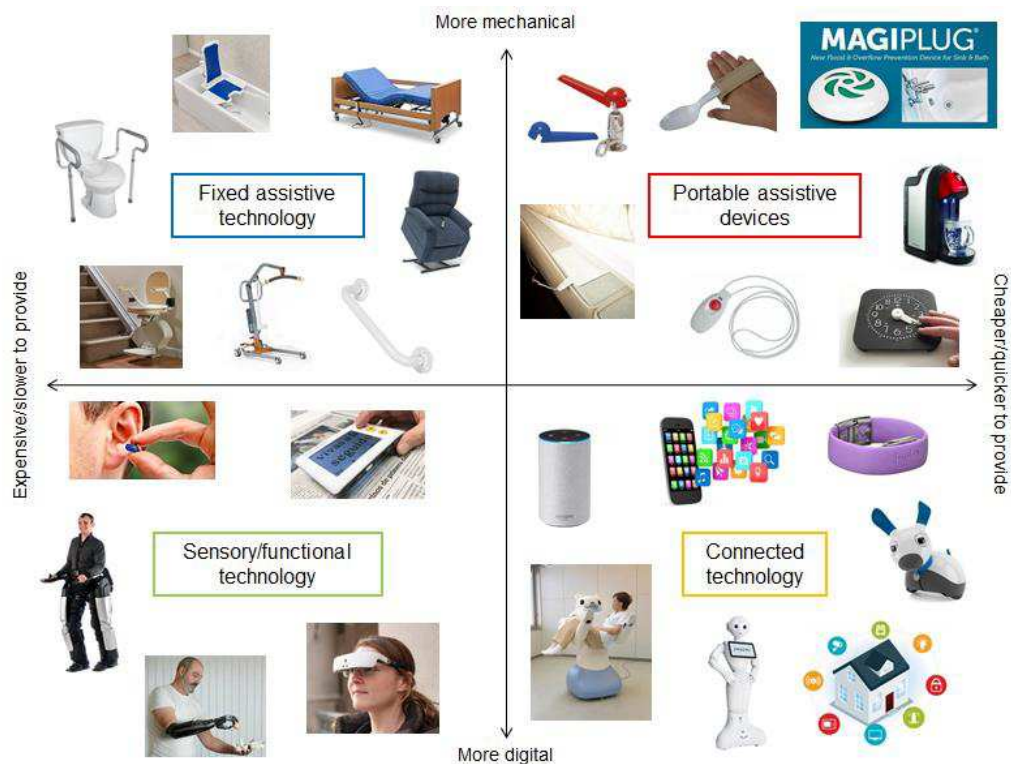 More mechanical
MAGIPLUG®
New Flood & Overflow Prevention Device for Sink & Bath
Fixed assistive
technology
Portable assistive
devices
Expensive/slower to provide
Cheaper/quicker to provide
Sensory/functional
technology
Connected
technology
More digital